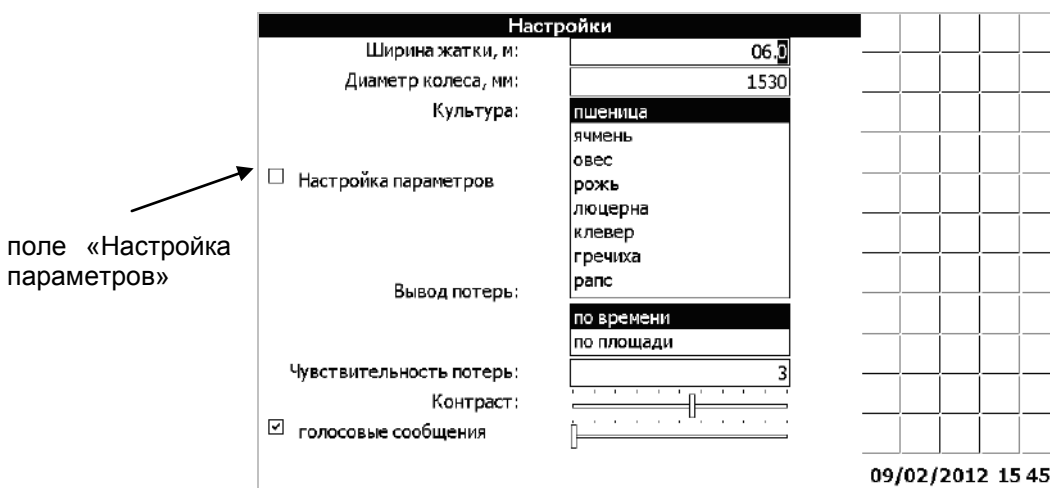 Настройки
Ширина жатки, м: 06.0
Диаметр колеса, мм: 1530
Культура: пшеница
ячмень
овес
Настройка параметров рожь
люцерна
клевер
гречиха
рапс
Вывод потерь:
по времени
по площади
Чувствительность потерь: 3
Контраст:
голосовые сообщения
09/02/2012 15 45
поле «Настройка
параметров»